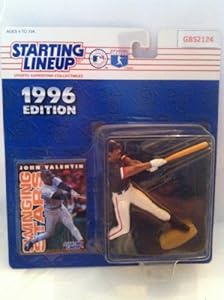 AGES 4 TO 104
STARTING
LINEUP
SPORTS SUPERSTAR COLLECTIBLES
GBS2124
1996
EDITION
JOHN VALENTIN
SWINGING
STARS